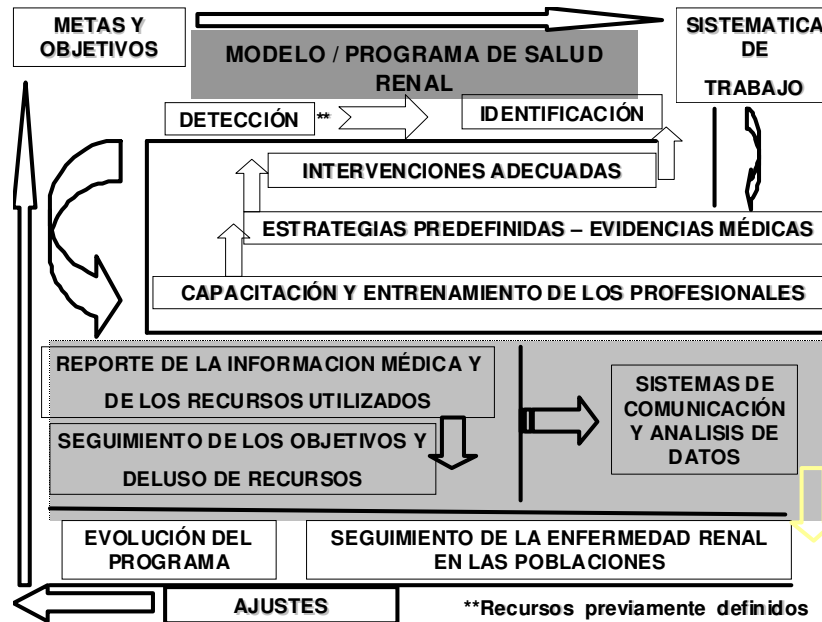 METAS Y
OBJETIVOS
MODELO / PROGRAMA DE SALUD
RENAL
SISTEMATICA
DE
TRABAJO
DETECCIÓN **
IDENTIFICACIÓN
INTERVENCIONES ADECUADAS
ESTRATEGIAS PREDEFINIDAS – EVIDENCIAS MÉDICAS
CAPACITACIÓN Y ENTRENAMIENTO DE LOS PROFESIONALES
REPORTE DE LA INFORMACION MÉDICA Y
DE LOS RECURSOS UTILIZADOS
SEGUIMIENTO DE LOS OBJETIVOS Y
DELUSO DE RECURSOS
SISTEMAS DE
COMUNICACIÓN
Y ANALISIS DE
DATOS
EVOLUCIÓN DEL
PROGRAMA
SEGUIMIENTO DE LA ENFERMEDAD RENAL
EN LAS POBLACIONES
AJUSTES
**Recursos previamente definidos